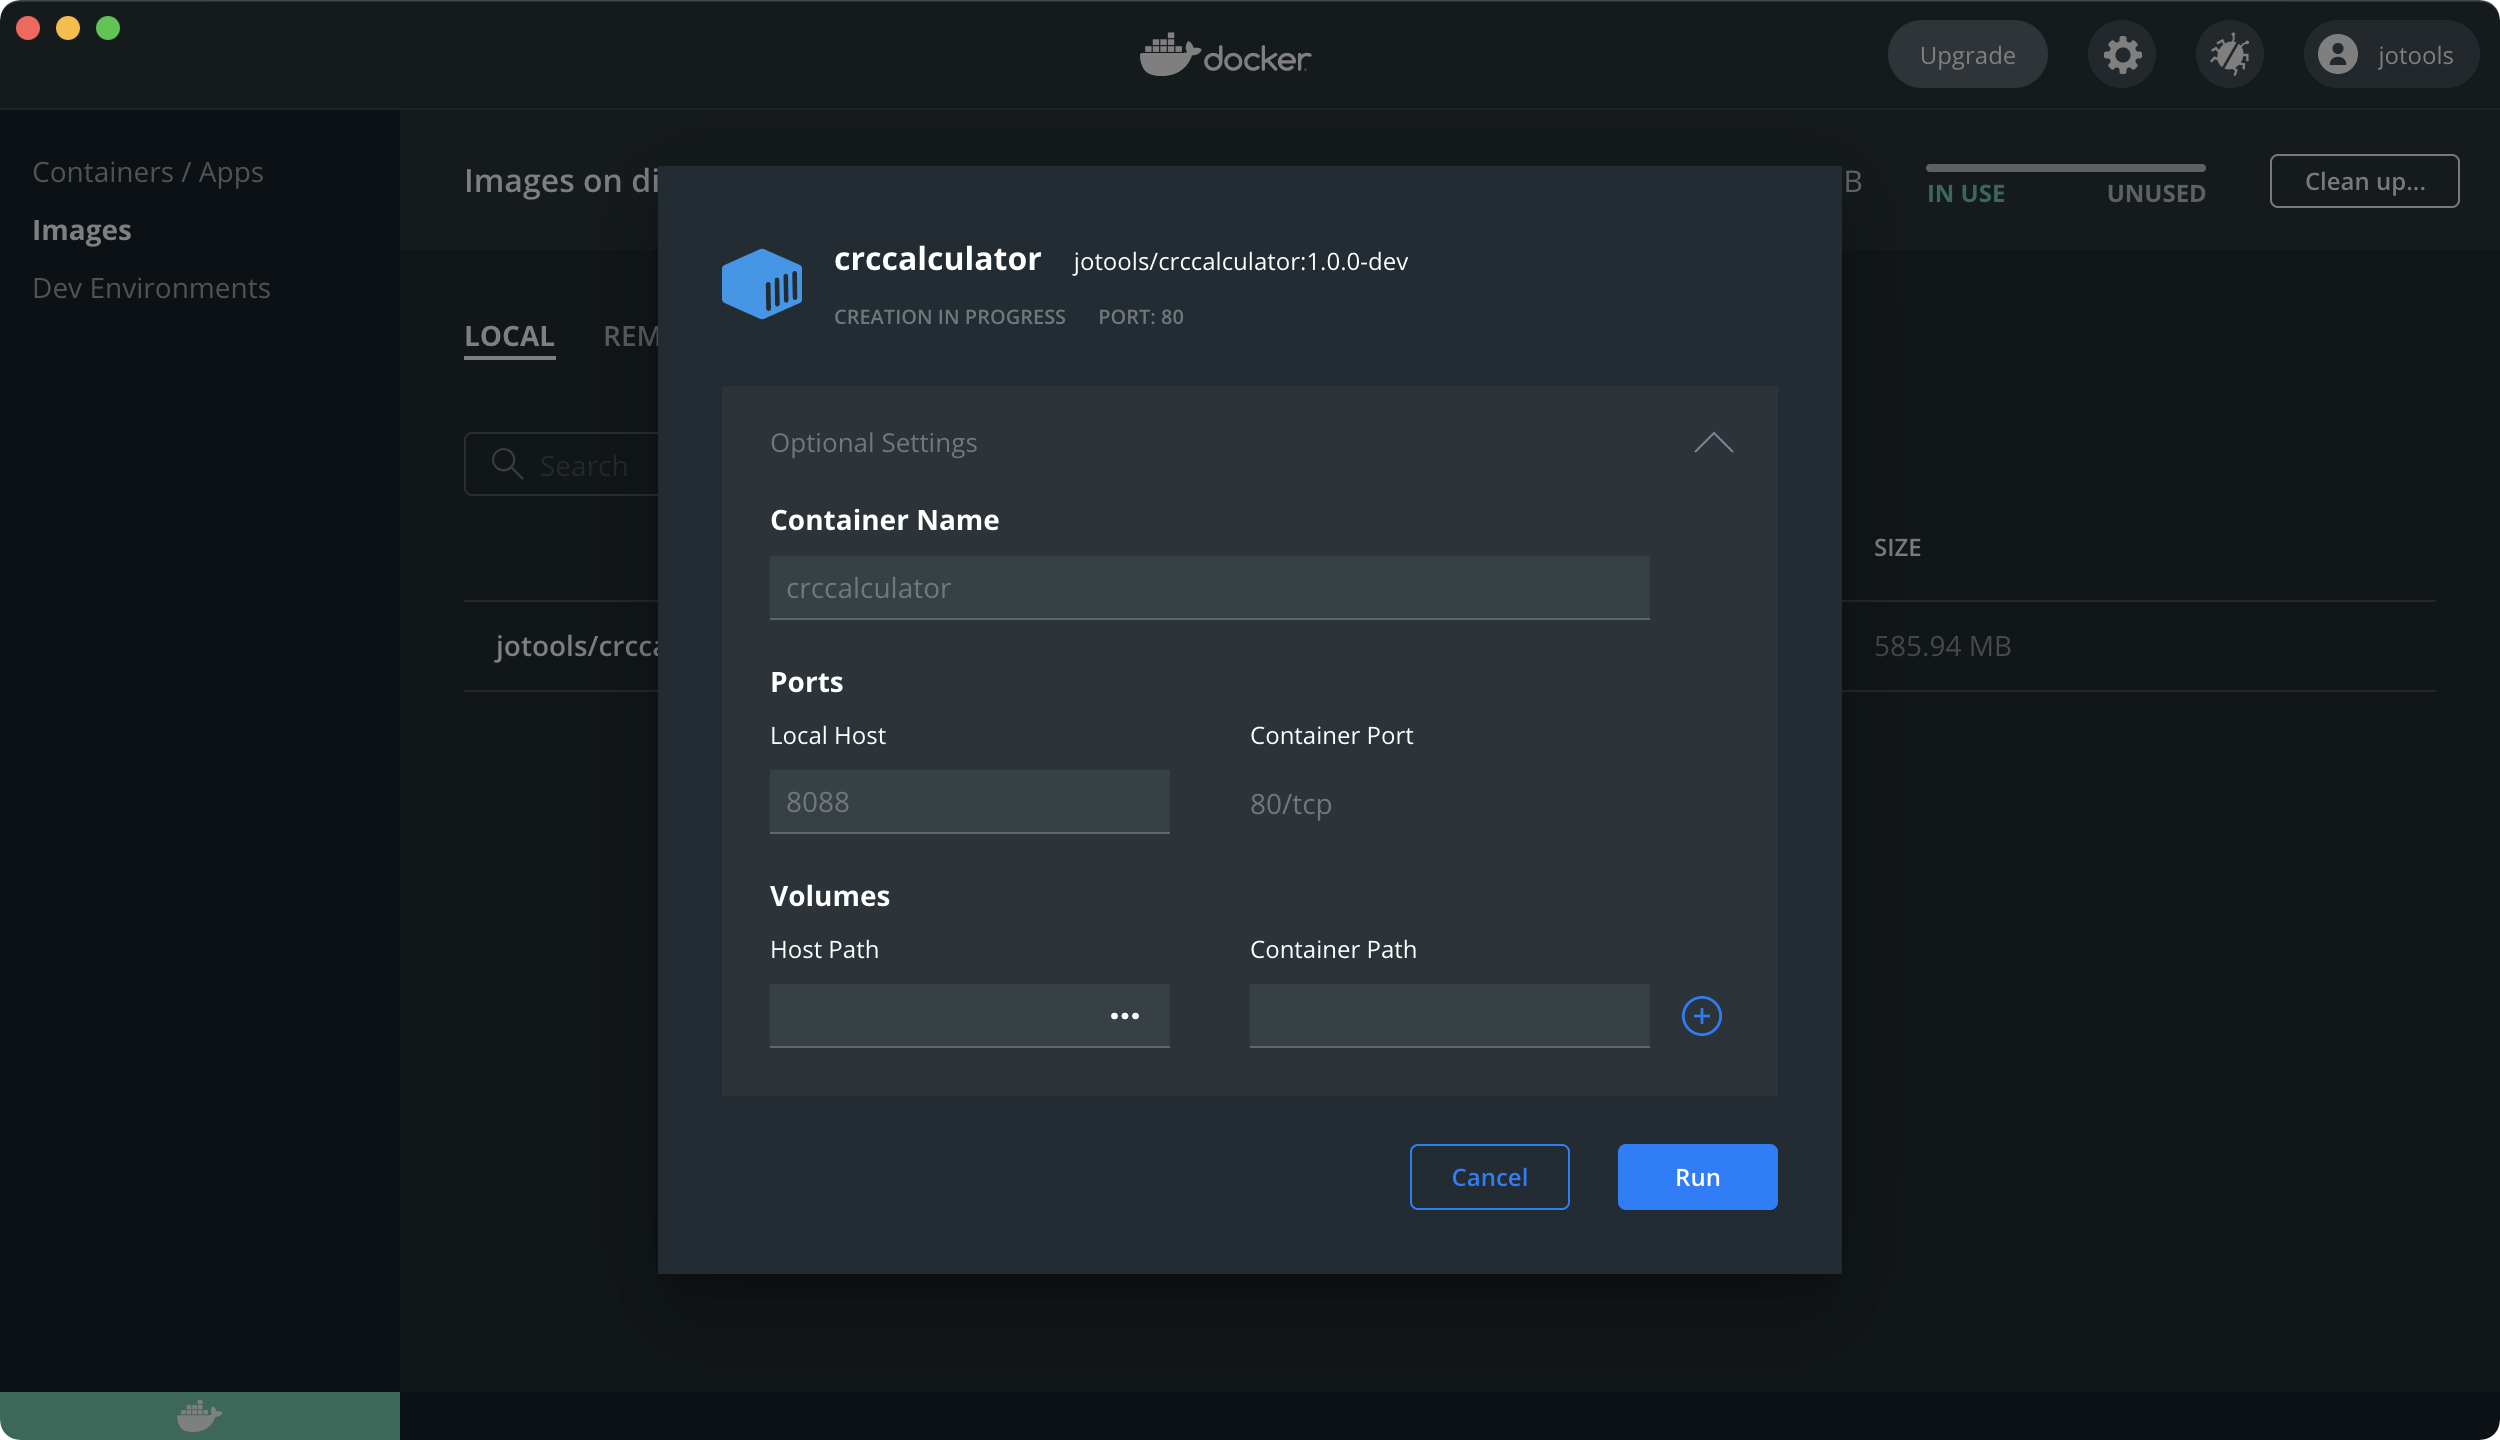 docker
Upgrade
jotools
Containers / Apps
Images
Dev Environments
Images on di
B
IN USE
UNUSED
Clean up...
LOCAL
REM
Search
SIZE
jotools/crcca
585.94 MB
crccalculator
jotools/crccalculator:1.0.0-dev
CREATION IN PROGRESS
PORT: 80
Optional Settings
Container Name
crccalculator
Ports
Local Host
Container Port
8088
80/tcp
Volumes
Host Path
Container Path
Cancel
Run